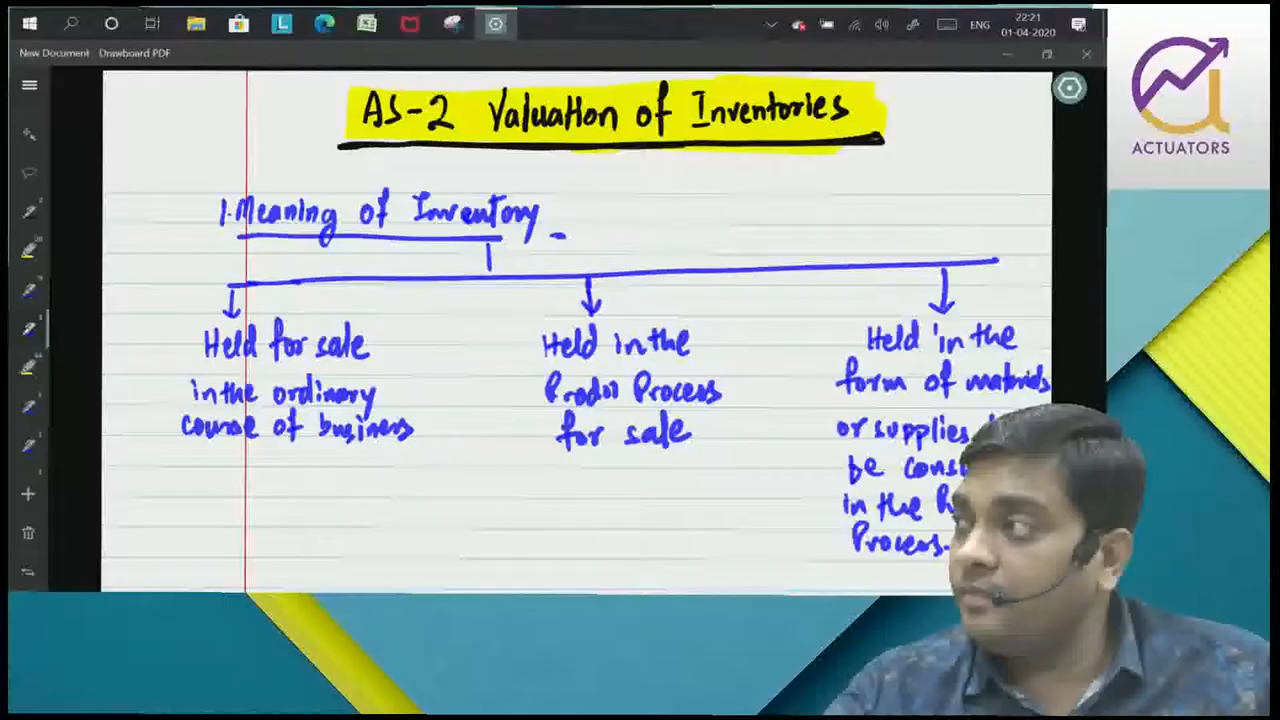 ENG
22:21
01-04-2020
New Document
Drawboard PDF
ACTUATORS
AS-2 Valuation of Inventories
1. Meaning of Inventory
Held for sale
in the ordinary
course of business
Held in the
Process
for sale
Held in the
form of materials
or supplies
be
in the
Process.